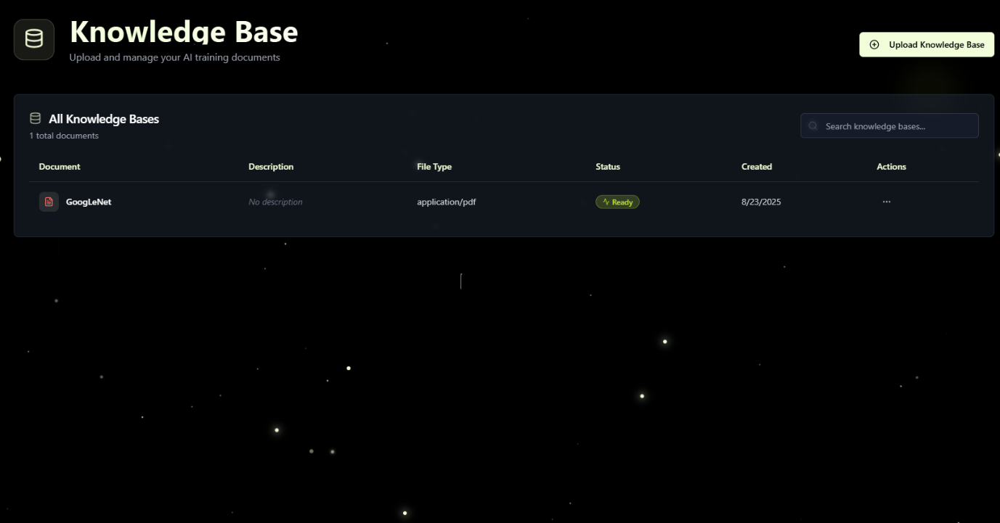 Knowledge Base
Upload and manage your AI training documents
Upload Knowledge Base
All Knowledge Bases
1 total documents
Search knowledge bases...
Document Description File Type Status Created Actions
GoogLeNet No description application/pdf Ready 8/23/2025 ...